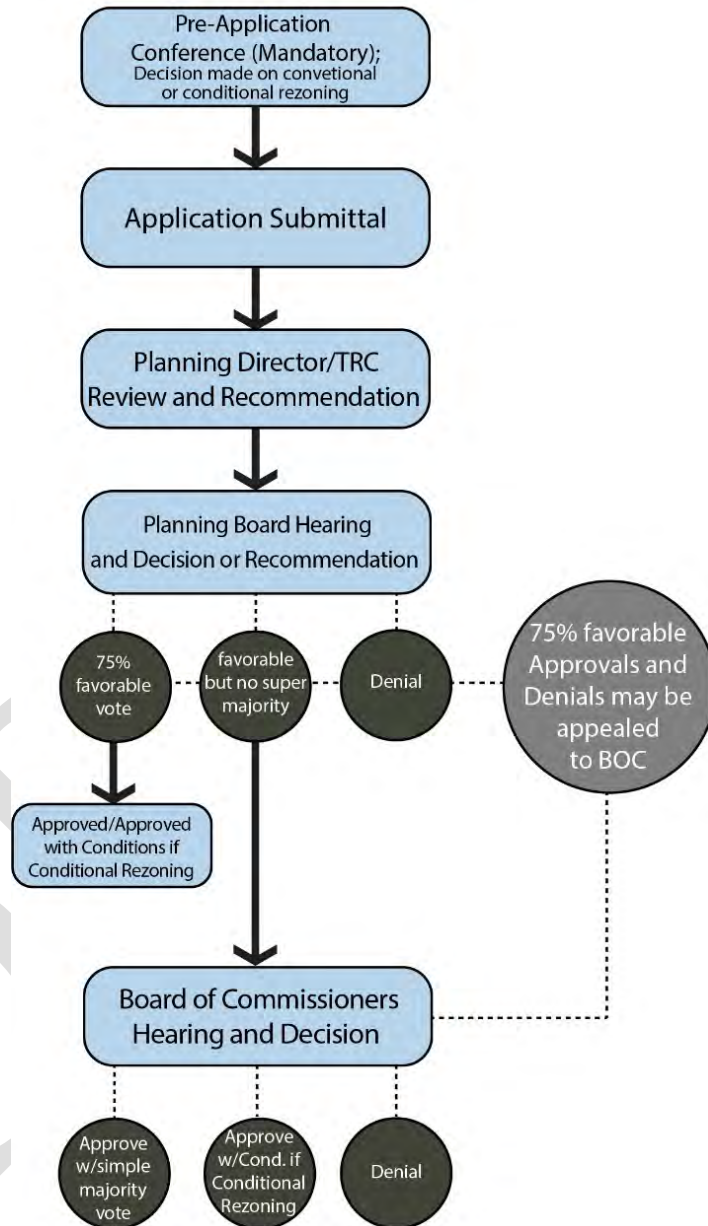 Pre-Application
Conference (Mandatory);
Decision made on convetional
or conditional rezoning
Application Submittal
Planning Director/TRC
Review and Recommendation
Planning Board Hearing
and Decision or Recommendation
75%
favorable
vote
favorable
but no super
majority
Denial
75% favorable
Approvals and
Denials may be
appealed
to BOC
Approved/Approved
with Conditions if
Conditional Rezoning
Board of Commissioners
Hearing and Decision
Approve
w/simple
majority
vote
Approve
w/Cond. if
Conditional
Rezoning
Denial